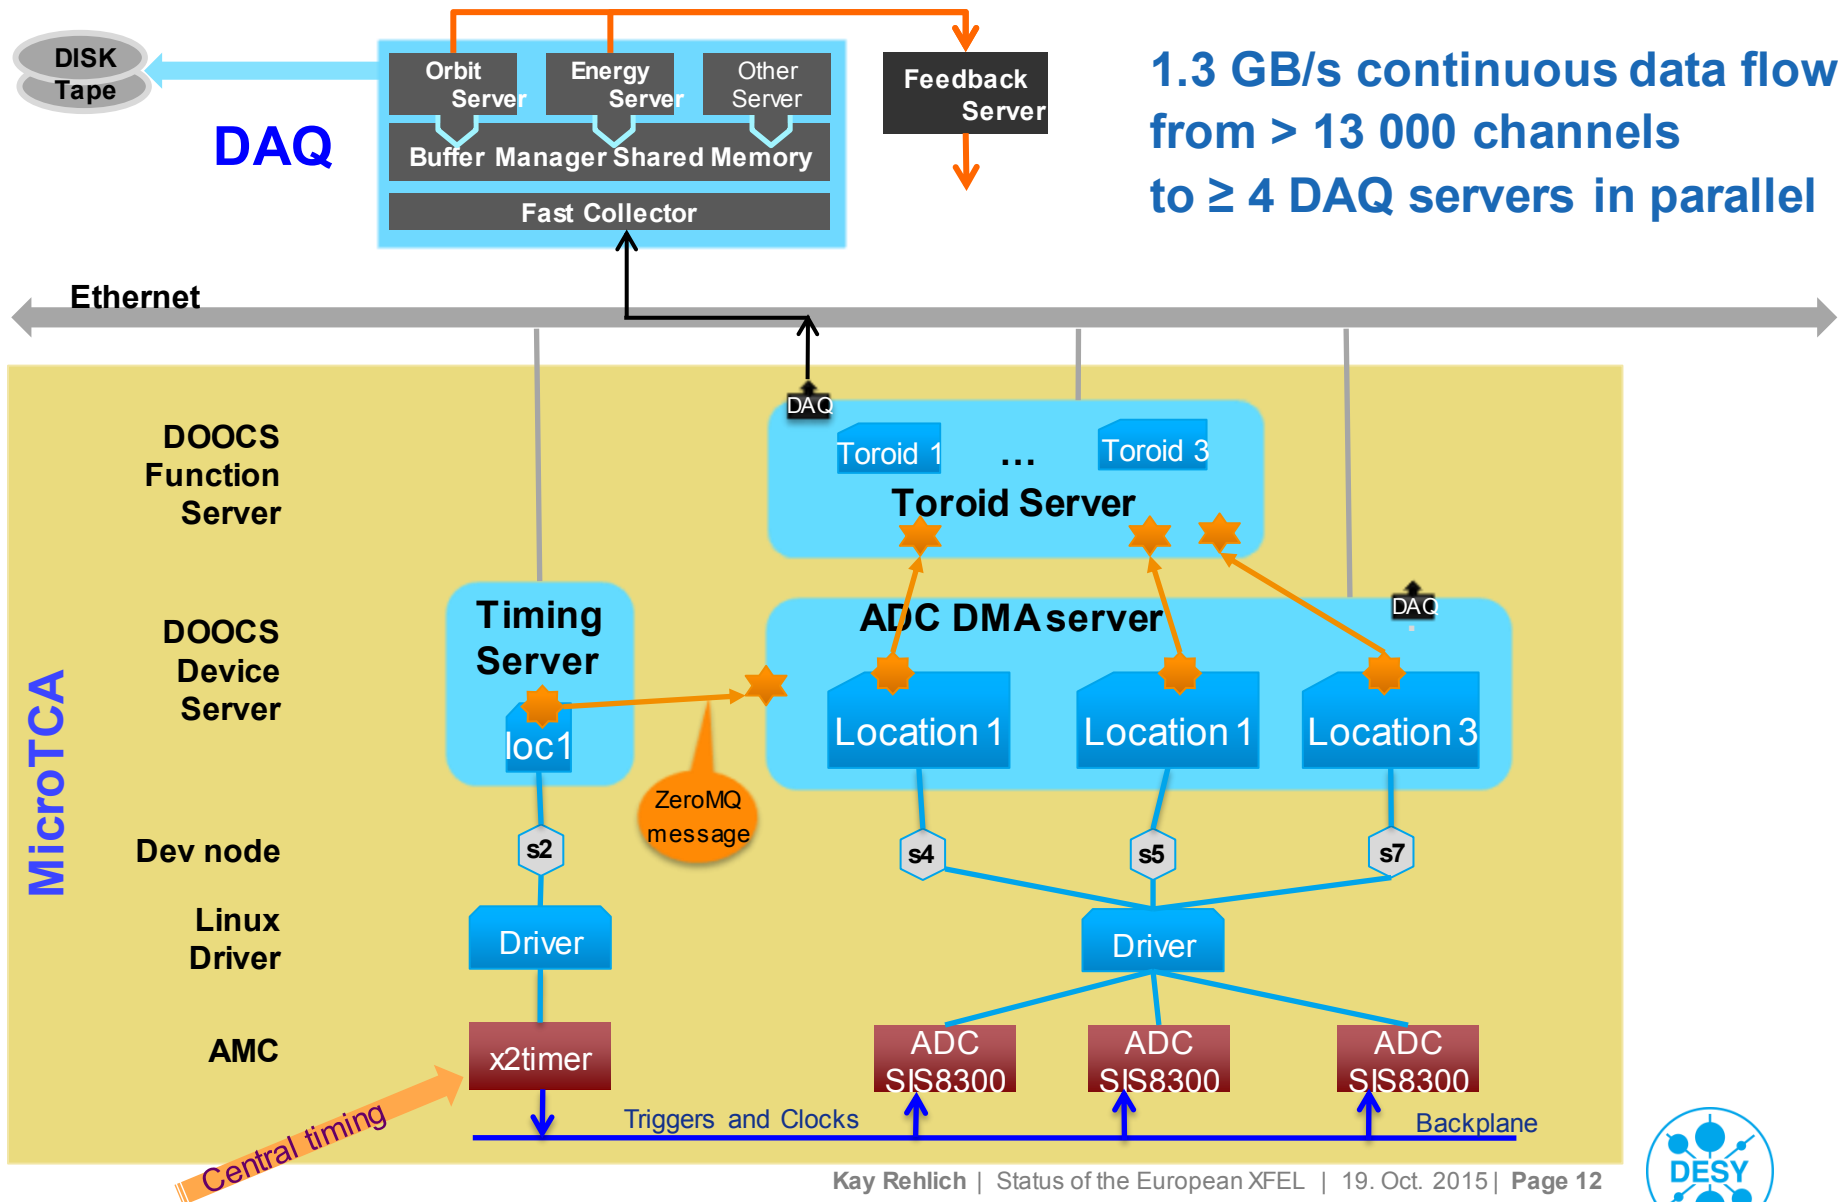 DISK
Tape
DAQ
Orbit
Server
Energy
Server
Other
Server
Buffer Manager Shared Memory
Fast Collector
Feedback
Server
1.3 GB/s continuous data flow
from > 13 000 channels
to ≥ 4 DAQ servers in parallel
Ethernet
MicroTCA
DOOCS
Function
Server
DAQ
Toroid 1
...
Toroid 3
Toroid Server
DOOCS
Device
Server
Timing
Server
loc1
ZeroMQ
message
ADC DMA server
DAQ
Location 1
Location 1
Location 3
Dev node
s2
s4
s5
s7
Linux
Driver
Driver
Driver
AMC
x2timer
ADC
SIS8300
ADC
SIS8300
ADC
SIS8300
Central timing
Triggers and Clocks
Backplane
Kay Rehlich | Status of the European XFEL | 19. Oct. 2015 | Page 12
DESY